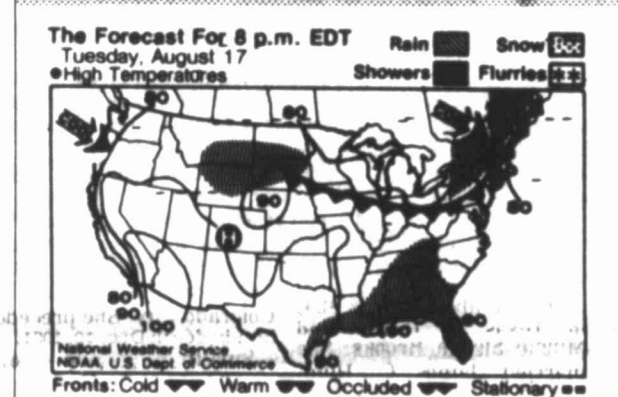 The Forecast For 8 p.m. EDT
Tuesday, August 17
●High Temperatures
Rain Snow
Showers Flurries
80
80
80
90
H
80
90
100
80
80
National Weather Service
NOAA, U.S. Dept. of Commerce
Fronts: Cold Warm Occluded Stationary